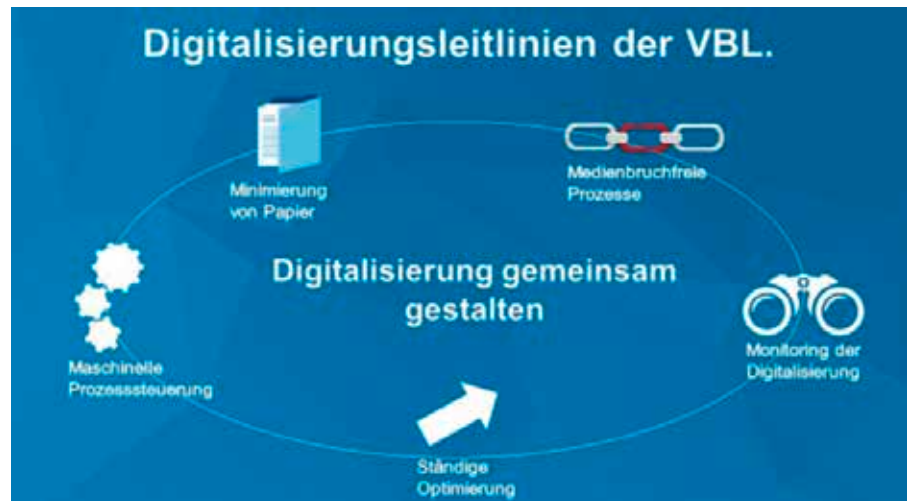 Digitalisierungsleitlinien der VBL.
Minimierung
von Papier
Medienbruchfreie
Prozesse
Digitalisierung gemeinsam
gestalten
Maschinelle
Prozesssteuerung
Monitoring der
Digitalisierung
Ständige
Optimierung